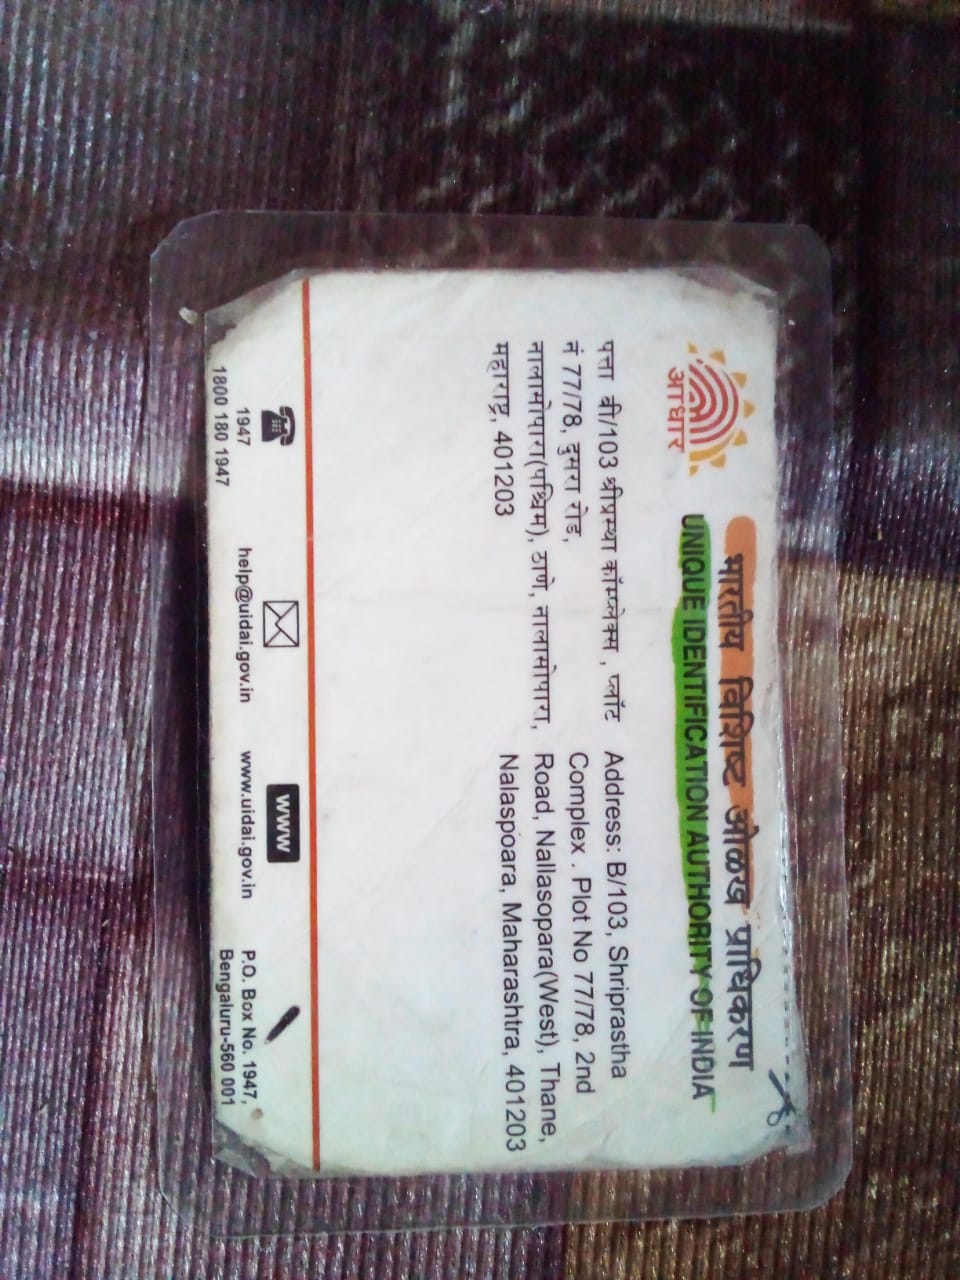 भारतीय विशिष्ट ओळख प्राधिकरण
UNIQUE IDENTIFICATION AUTHORITY OF INDIA
आधार
पत्ता बी/103 श्रीप्रस्था कॉम्प्लेक्स , प्लॉट
नं 77/78, दुसरा रोड,
नालासोपारा(पश्चिम), ठाणे, नालासोपारा,
महाराष्ट्र, 401203
Address: B/103, Shriprastha
Complex . Plot No 77/78, 2nd
Road, Nallasopara(West), Thane,
Nalaspoara, Maharashtra, 401203
1947
1800 180 1947
help@uidai.gov.in
www
www.uidai.gov.in
P.O. Box No. 1947,
Bengaluru-560 001